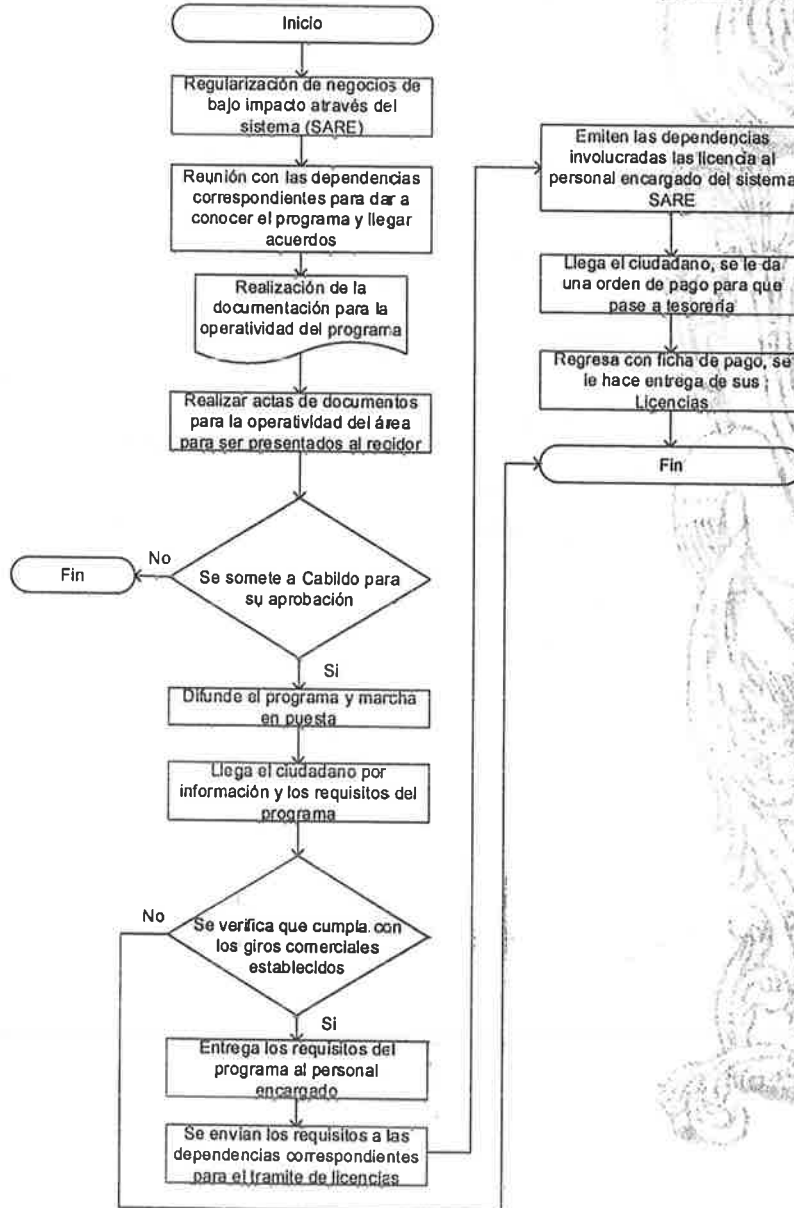 Inicio
Regularización de negocios de
bajo impacto através del
sistema (SARE)
Reunión con las dependencias
correspondientes para dar a
conocer el programa y llegar
acuerdos
Realización de la
documentación para la
operatividad del programa
Realizar actas de documentos
para la operatividad del área
para ser presentados al regidor
Se somete a Cabildo para
su aprobación
No
Fin
Si
Difunde el programa y marcha
en puesta
Llega el ciudadano por
información y los requisitos del
programa
Se verifica que cumpla con
los giros comerciales
establecidos
No
Si
Entrega los requisitos del
programa al personal
encargado
Se envían los requisitos a las
dependencias correspondientes
para el tramite de licencias
Emiten las dependencias
involucradas las licencia al
personal encargado del sistema
SARE
Llega el ciudadano, se le da
una orden de pago para que
pase a tesorería
Regresa con ficha de pago, se
le hace entrega de sus
Licencias
Fin